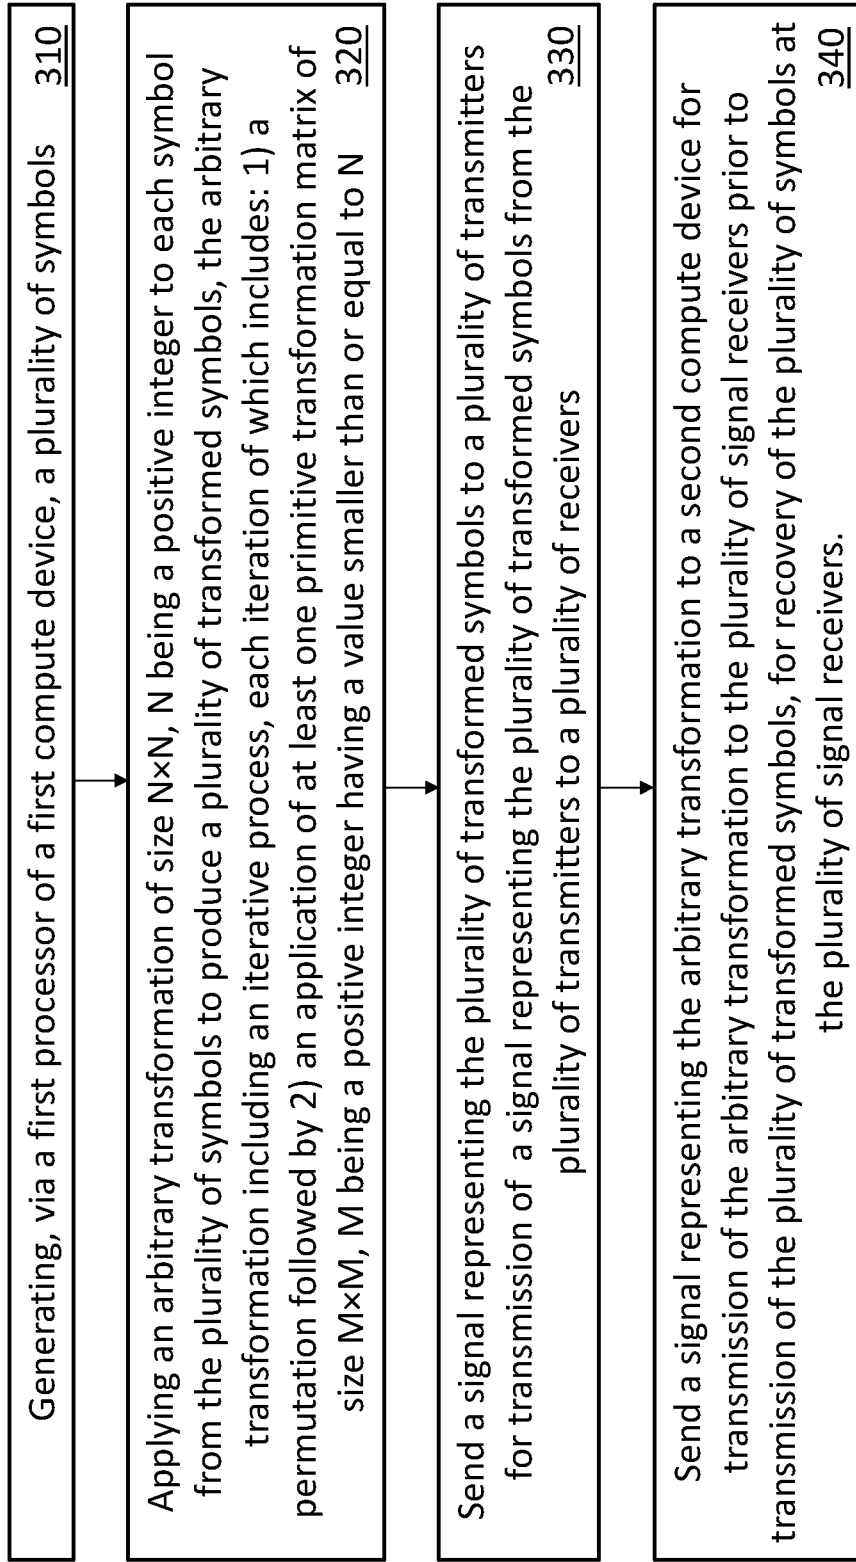 Generating, via a first processor of a first compute device, a plurality of symbols
310
Applying an arbitrary transformation of size N×N, N being a positive integer to each symbol
from the plurality of symbols to produce a plurality of transformed symbols, the arbitrary
transformation including an iterative process, each iteration of which includes: 1) a
permutation followed by 2) an application of at least one primitive transformation matrix of
size M×M, M being a positive integer having a value smaller than or equal to N
320
Send a signal representing the plurality of transformed symbols to a plurality of transmitters
for transmission of a signal representing the plurality of transformed symbols from the
plurality of transmitters to a plurality of receivers
330
Send a signal representing the arbitrary transformation to a second compute device for
transmission of the arbitrary transformation to the plurality of signal receivers prior to
transmission of the plurality of transformed symbols, for recovery of the plurality of symbols at
the plurality of signal receivers.
340